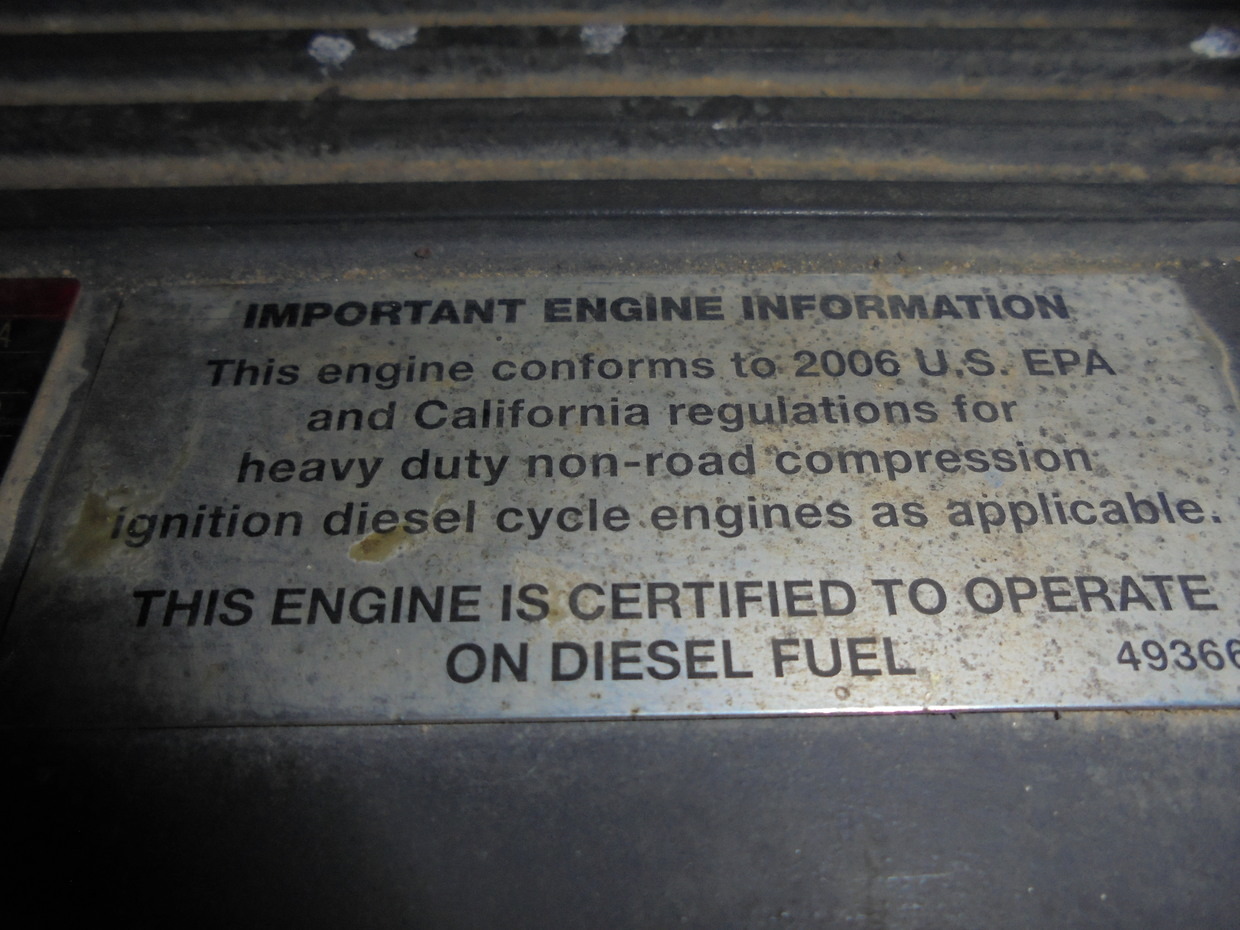 IMPORTANT ENGINE INFORMATION
This engine conforms to 2006 U.S. EPA
and California regulations for
heavy duty non-road compression
ignition diesel cycle engines as applicable.
THIS ENGINE IS CERTIFIED TO OPERATE
ON DIESEL FUEL 49366